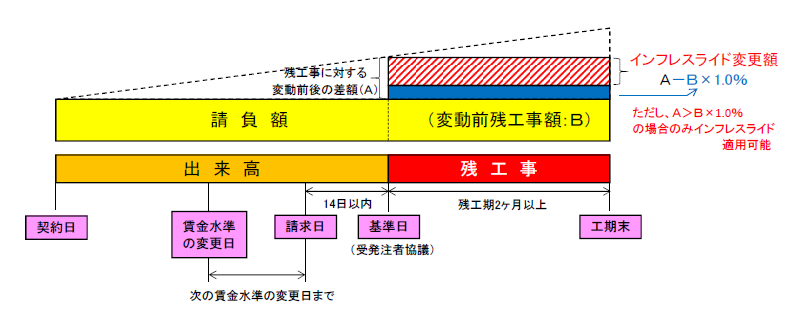 残工事に対する
変動前後の差額(A)
インフレスライド変更額
A－B×1.0%
ただし、A＞B×1.0%
の場合のみインフレスライド
適用可能
請 負 額
(変動前残工事額:B)
出 来 高
残 工 事
14日以内
残工期2ヶ月以上
契約日
賃金水準
の変更日
請求日
基準日
工期末
(受発注者協議)
次の賃金水準の変更日まで